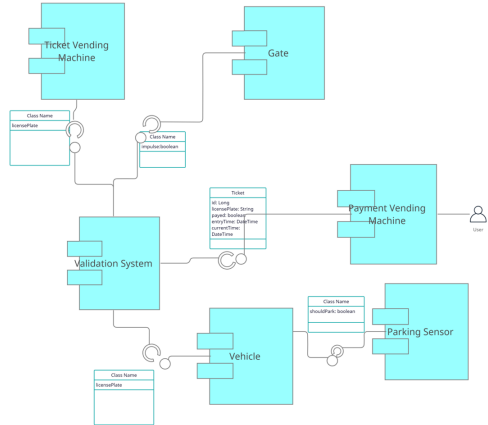 Ticket Vending
Machine
Gate
Class Name
licensePlate
Class Name
impulse:boolean
Ticket
id: Long
licensePlate: String
payed: boolean
entryTime: DateTime
currentTime:
DateTime
Payment Vending
Machine
User
Validation System
Class Name
shouldPark: boolean
Parking Sensor
Vehicle
Class Name
licensePlate